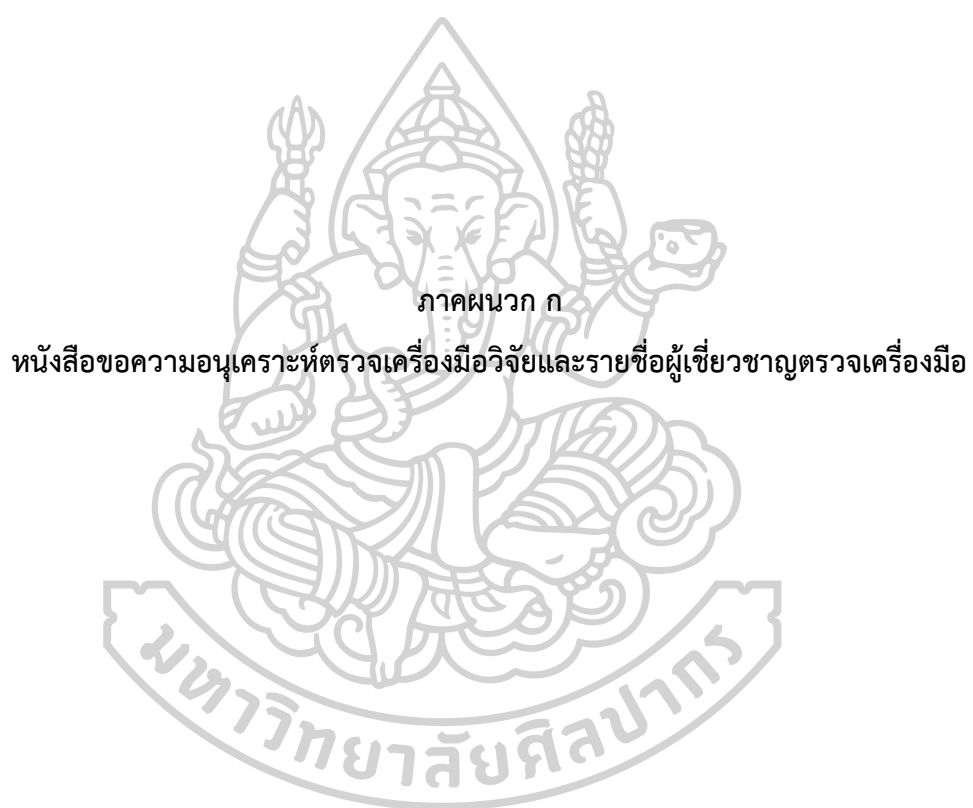 ภาคผนวก ก
หนังสือขอความอนุเคราะห์ตรวจเครื่องมือวิจัยและรายชื่อผู้เชี่ยวชาญตรวจเครื่องมือ
มหาวิทยาลัยศิลปากร